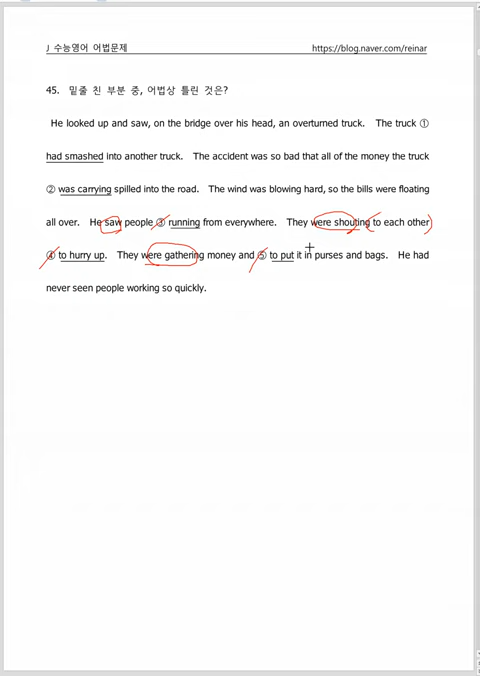 J 수능영어 어법문제 https://blog.naver.com/reinar
45. 밑줄 친 부분 중, 어법상 틀린 것은?
He looked up and saw, on the bridge over his head, an overturned truck. The truck ①
had smashed into another truck. The accident was so bad that all of the money the truck
② was carrying spilled into the road. The wind was blowing hard, so the bills were floating
all over. He saw people ③ running from everywhere. They were shouting to each other
④ to hurry up. They were gathering money and ⑤ to put it in purses and bags. He had
never seen people working so quickly.